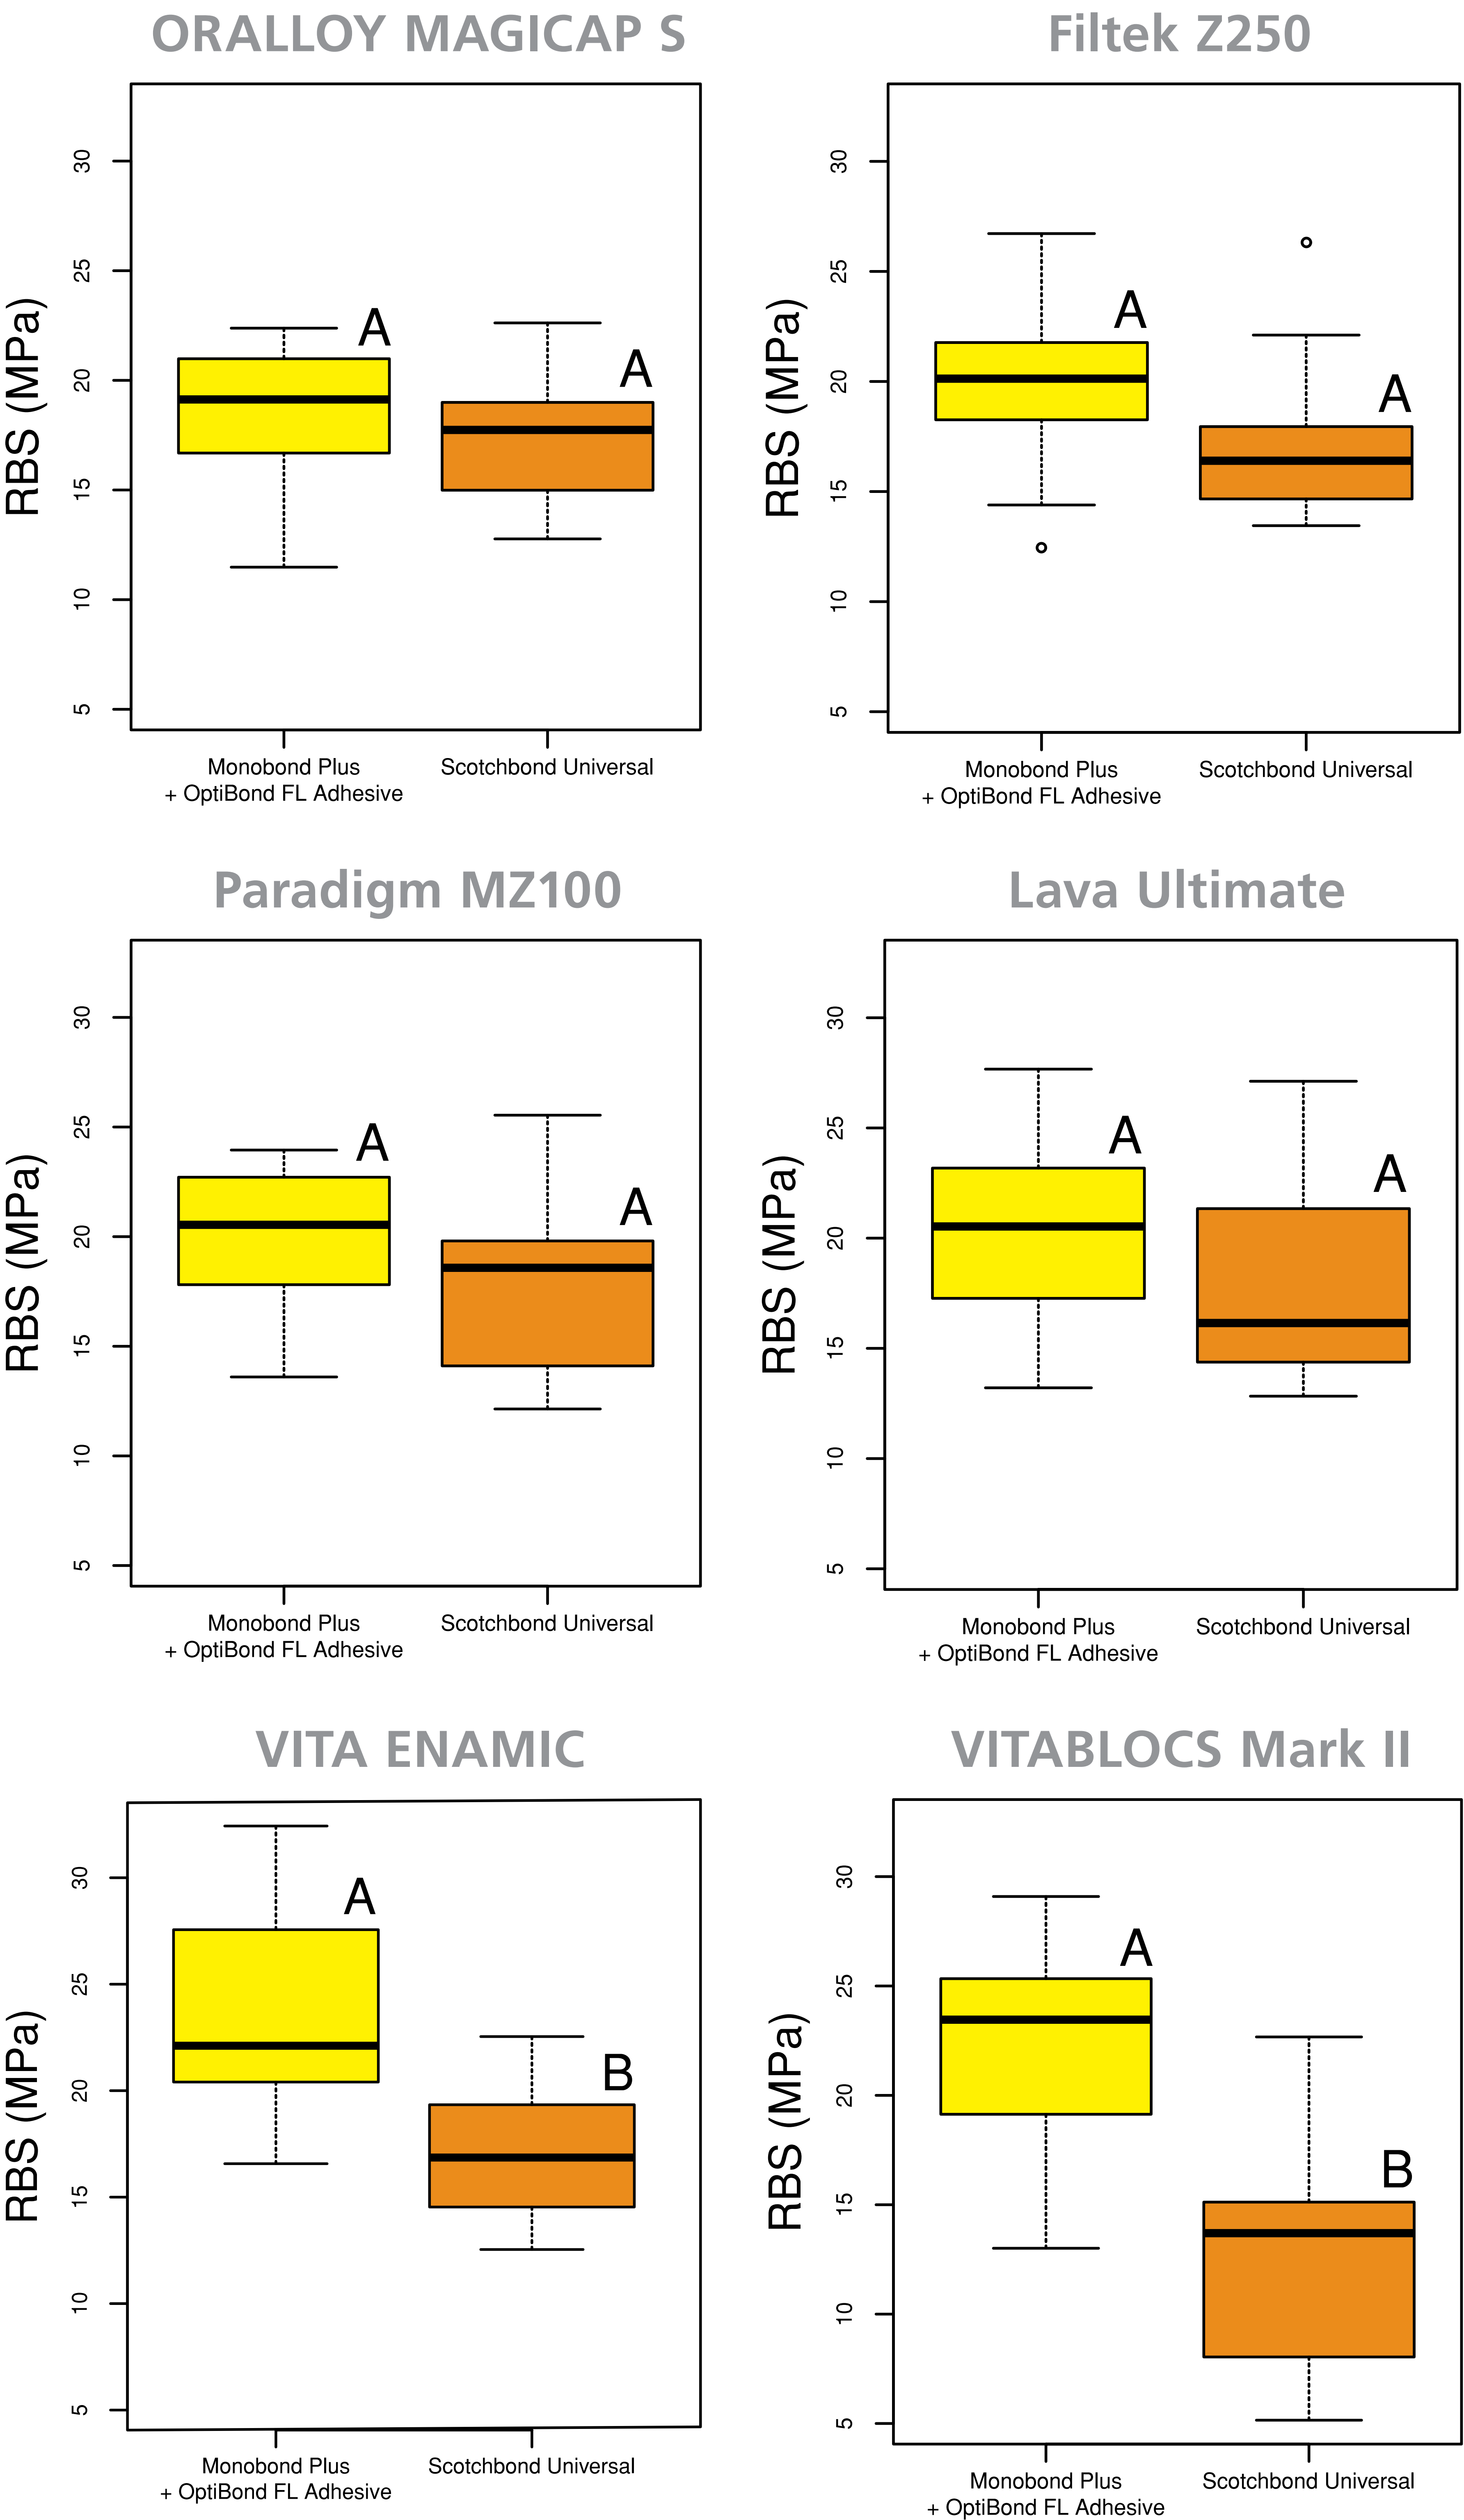 ORALLOY MAGICAP S
RBS (MPa)
30
25
20
15
10
5
A
A
Monobond Plus
+ OptiBond FL Adhesive
Scotchbond Universal
Filtek Z250
RBS (MPa)
30
25
20
15
10
5
A
A
Monobond Plus
+ OptiBond FL Adhesive
Scotchbond Universal
Paradigm MZ100
RBS (MPa)
30
25
20
15
10
5
A
A
Monobond Plus
+ OptiBond FL Adhesive
Scotchbond Universal
Lava Ultimate
RBS (MPa)
30
25
20
15
10
5
A
A
Monobond Plus
+ OptiBond FL Adhesive
Scotchbond Universal
VITA ENAMIC
RBS (MPa)
30
25
20
15
10
5
A
B
Monobond Plus
+ OptiBond FL Adhesive
Scotchbond Universal
VITABLOCS Mark II
RBS (MPa)
30
25
20
15
10
5
A
B
Monobond Plus
+ OptiBond FL Adhesive
Scotchbond Universal